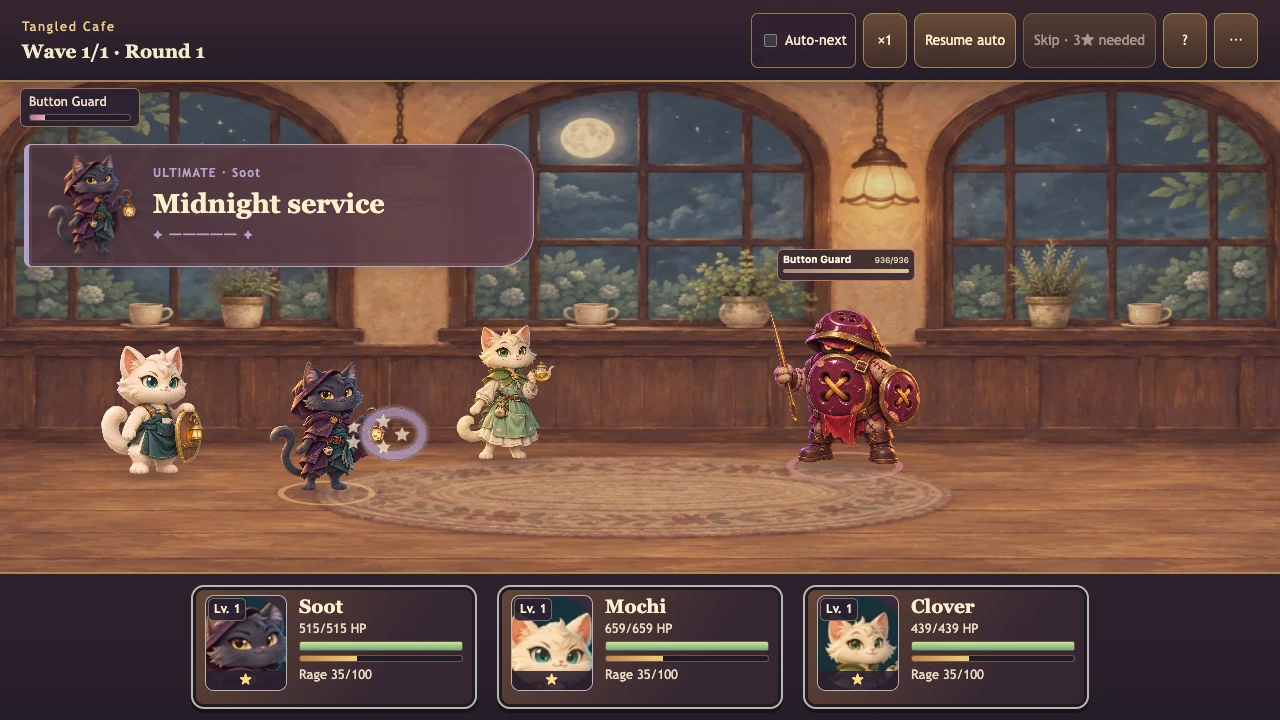 Tangled Cafe
Wave 1/1 · Round 1
Auto-next
×1
Resume auto
Skip · 3★ needed
?
···
Button Guard
ULTIMATE · Soot
Midnight service
Button Guard 936/936
Lv. 1
Soot
515/515 HP
Rage 35/100
Lv. 1
Mochi
659/659 HP
Rage 35/100
Lv. 1
Clover
439/439 HP
Rage 35/100